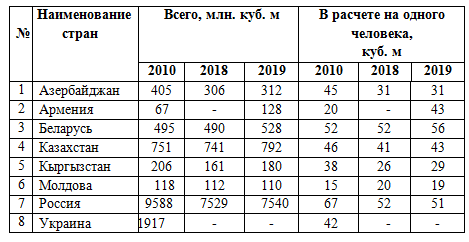 № Наименование стран Всего, млн. куб. м В расчете на одного человека, куб. м
2010 2018 2019 2010 2018 2019
1 Азербайджан 405 306 312 45 31 31
2 Армения 67 - 128 20 - 43
3 Беларусь 495 490 528 52 52 56
4 Казахстан 751 741 792 46 41 43
5 Кыргызстан 206 161 180 38 26 29
6 Молдова 118 112 110 15 20 19
7 Россия 9588 7529 7540 67 52 51
8 Украина 1917 - - 42 - -